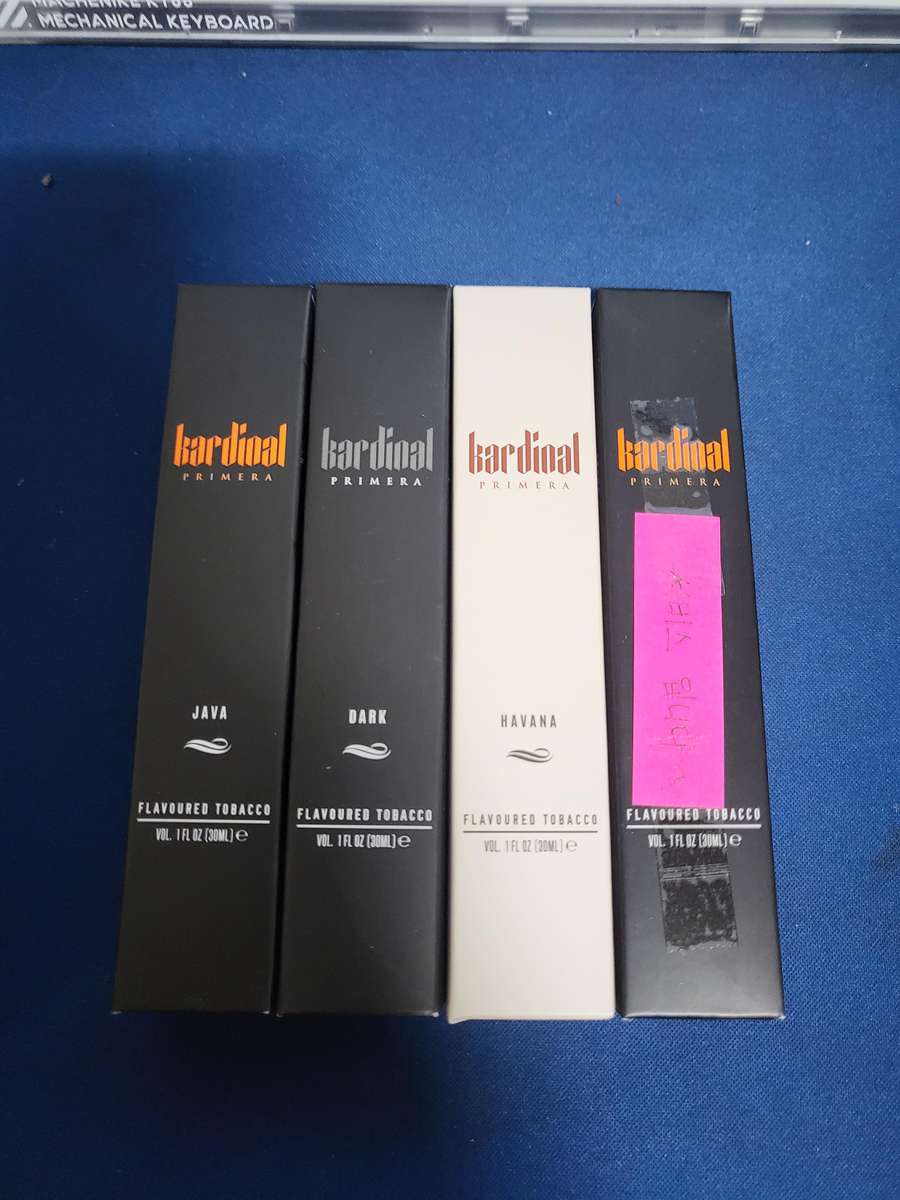 MACHENIKE
MECHANICAL KEYBOARD
kardinal
PRIMERA
JAVA
FLAVOURED TOBACCO
VOL. 1 FL OZ (30ML) ℮
kardinal
PRIMERA
DARK
FLAVOURED TOBACCO
VOL. 1 FL OZ (30ML) ℮
kardinal
PRIMERA
HAVANA
FLAVOURED TOBACCO
VOL. 1 FL OZ (30ML) ℮
kardinal
PRIMERA
FLAVOURED TOBACCO
VOL. 1 FL OZ (30ML) ℮